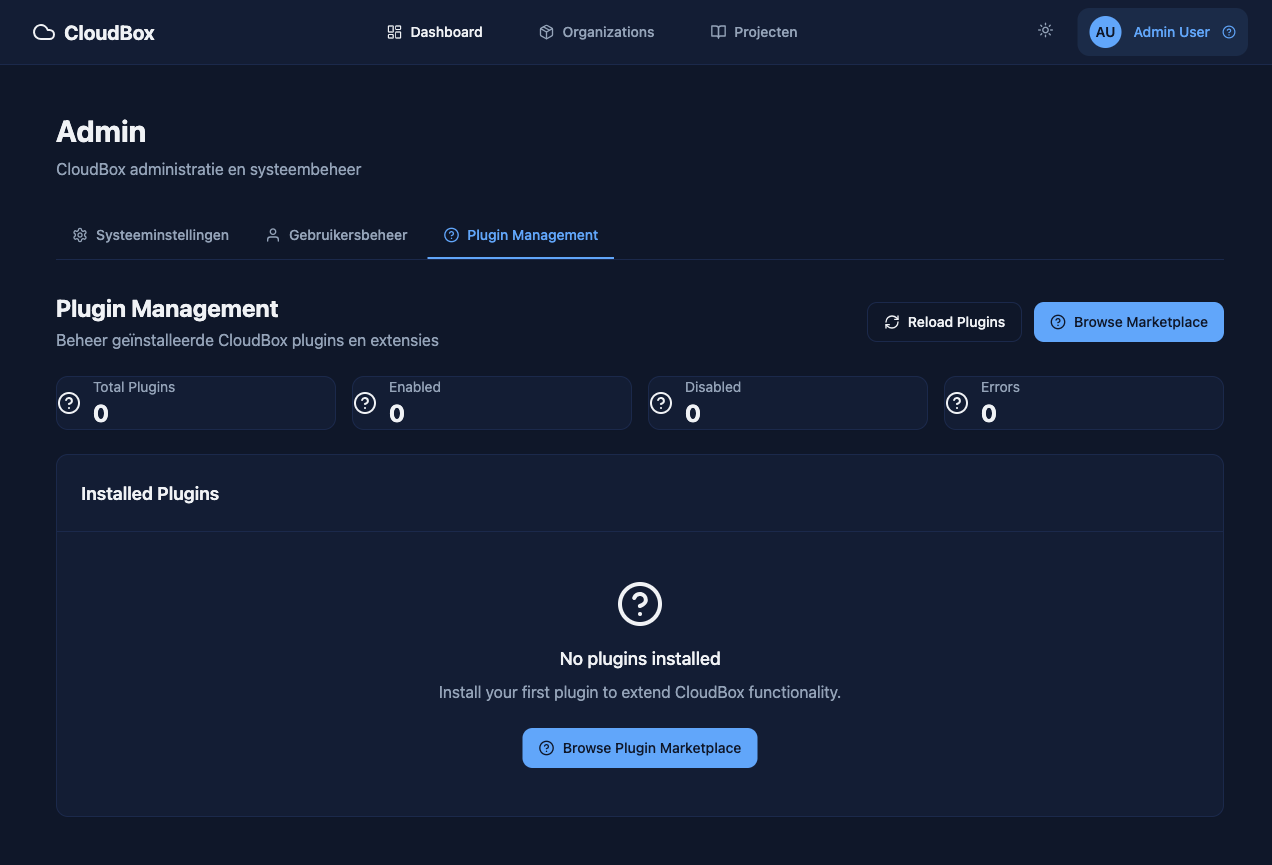 CloudBox
Dashboard
Organizations
Projecten
AU
Admin User
Admin
CloudBox administratie en systeembeheer
Systeeminstellingen
Gebruikersbeheer
Plugin Management
Plugin Management
Beheer geïnstalleerde CloudBox plugins en extensies
Reload Plugins
Browse Marketplace
Total Plugins
0
Enabled
0
Disabled
0
Errors
0
Installed Plugins
No plugins installed
Install your first plugin to extend CloudBox functionality.
Browse Plugin Marketplace